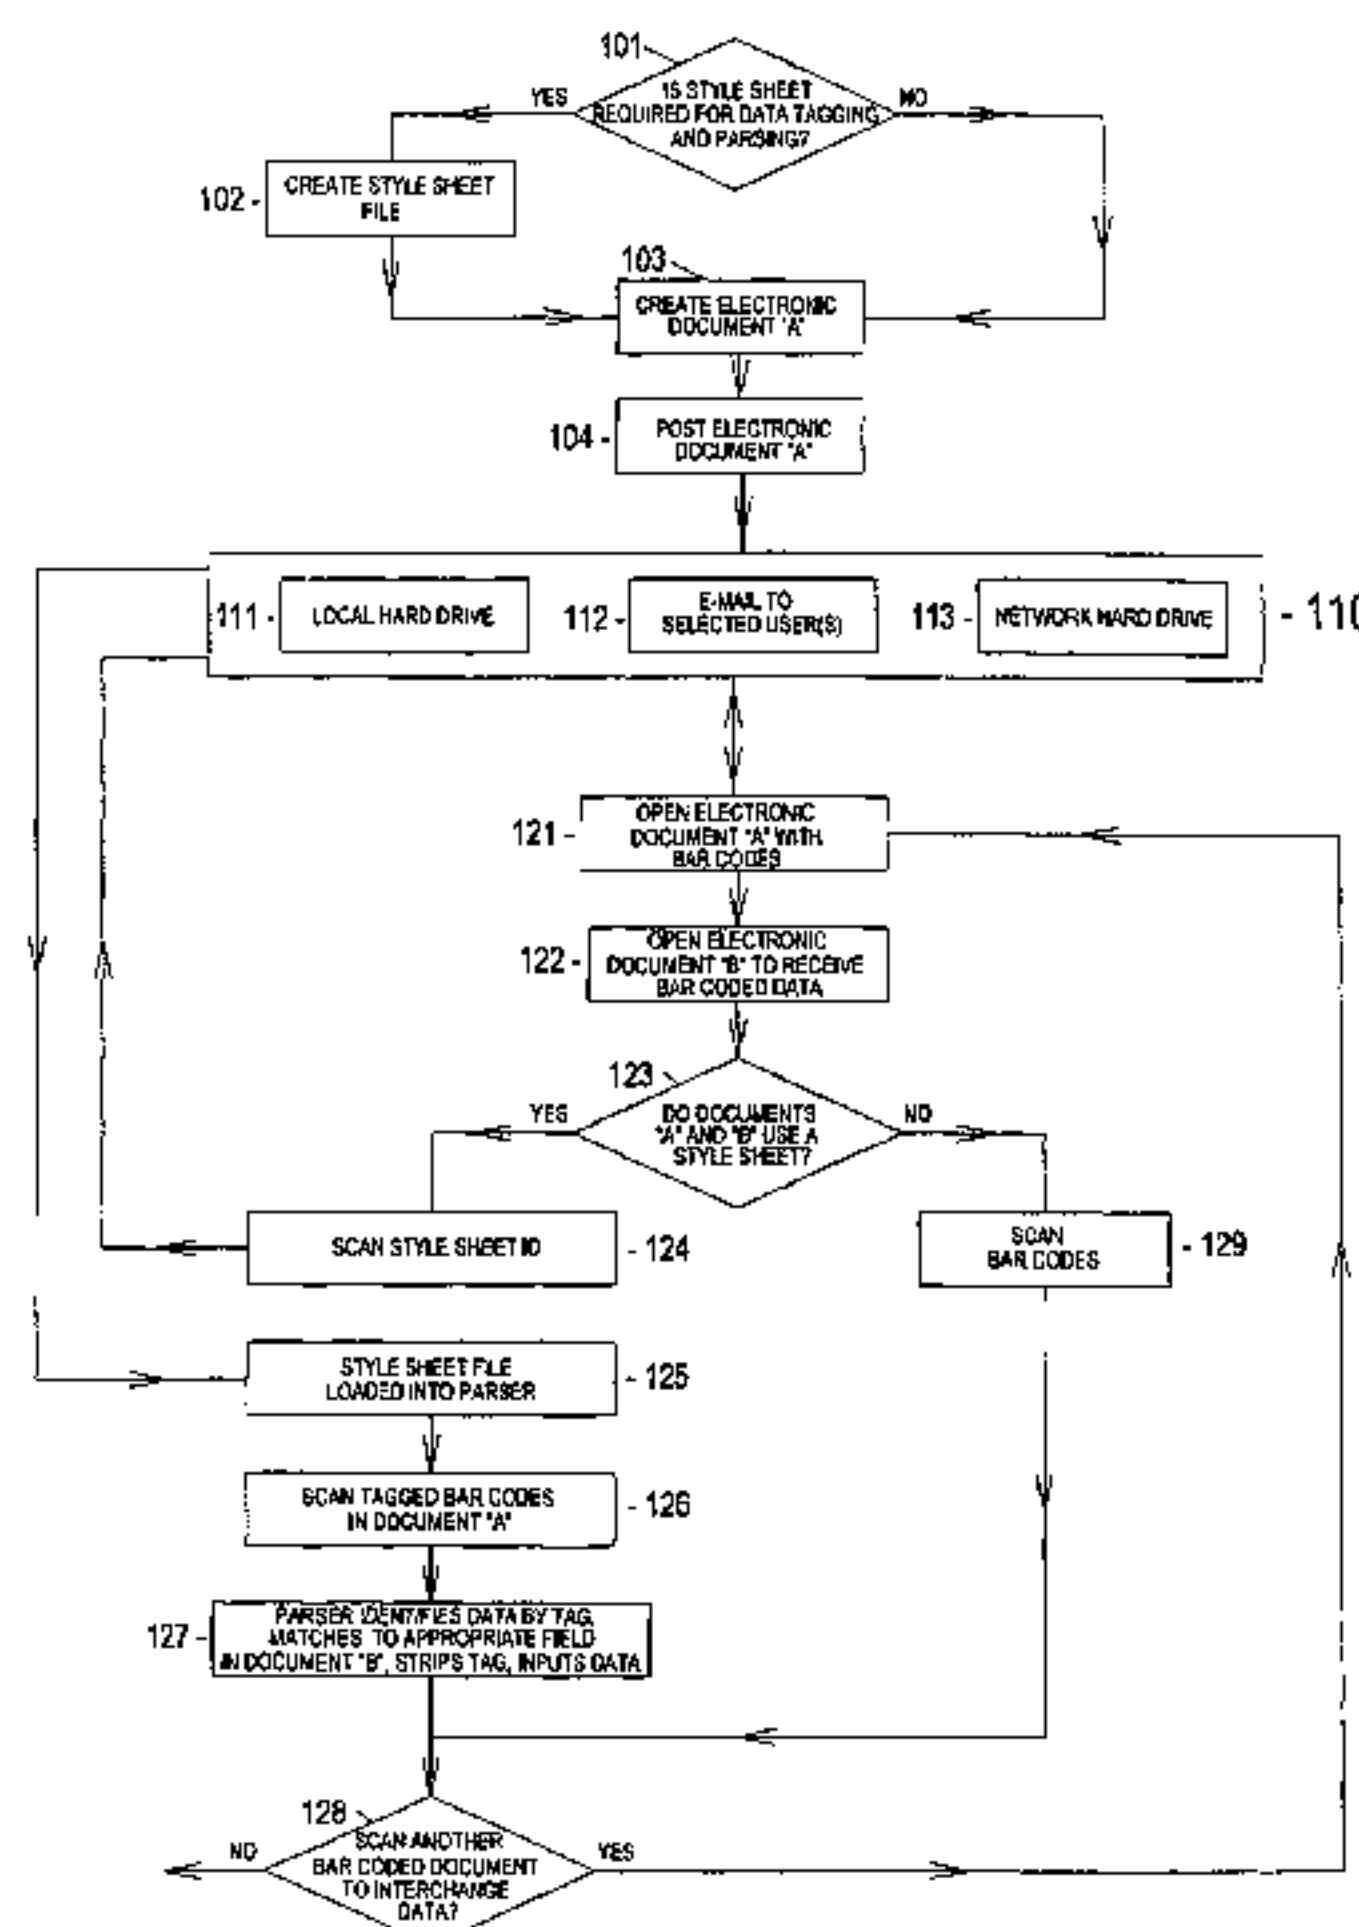 101
IS STYLE SHEET
REQUIRED FOR DATA TAGGING
AND PARSING?
YES
NO
102 -
CREATE STYLE SHEET
FILE
103
CREATE ELECTRONIC
DOCUMENT "A"
104 -
POST ELECTRONIC
DOCUMENT "A"
111 -
LOCAL HARD DRIVE
112 -
E-MAIL TO
SELECTED USER(S)
113 -
NETWORK HARD DRIVE
- 110
121 -
OPEN ELECTRONIC
DOCUMENT "A" WITH
BAR CODES
122 -
OPEN ELECTRONIC
DOCUMENT "B" TO RECEIVE
BAR CODED DATA
123
YES
DO DOCUMENTS
"A" AND "B" USE A
STYLE SHEET?
NO
SCAN STYLE SHEET ID
- 124
SCAN
BAR CODES
- 129
STYLE SHEET FILE
LOADED INTO PARSER
- 125
SCAN TAGGED BAR CODES
IN DOCUMENT "A"
- 126
127 -
PARSER IDENTIFIES DATA BY TAG,
MATCHES TO APPROPRIATE FIELD
IN DOCUMENT "B", STRIPS TAG, INPUTS DATA
128
NO
SCAN ANOTHER
BAR CODED DOCUMENT
TO INTERCHANGE
DATA?
YES